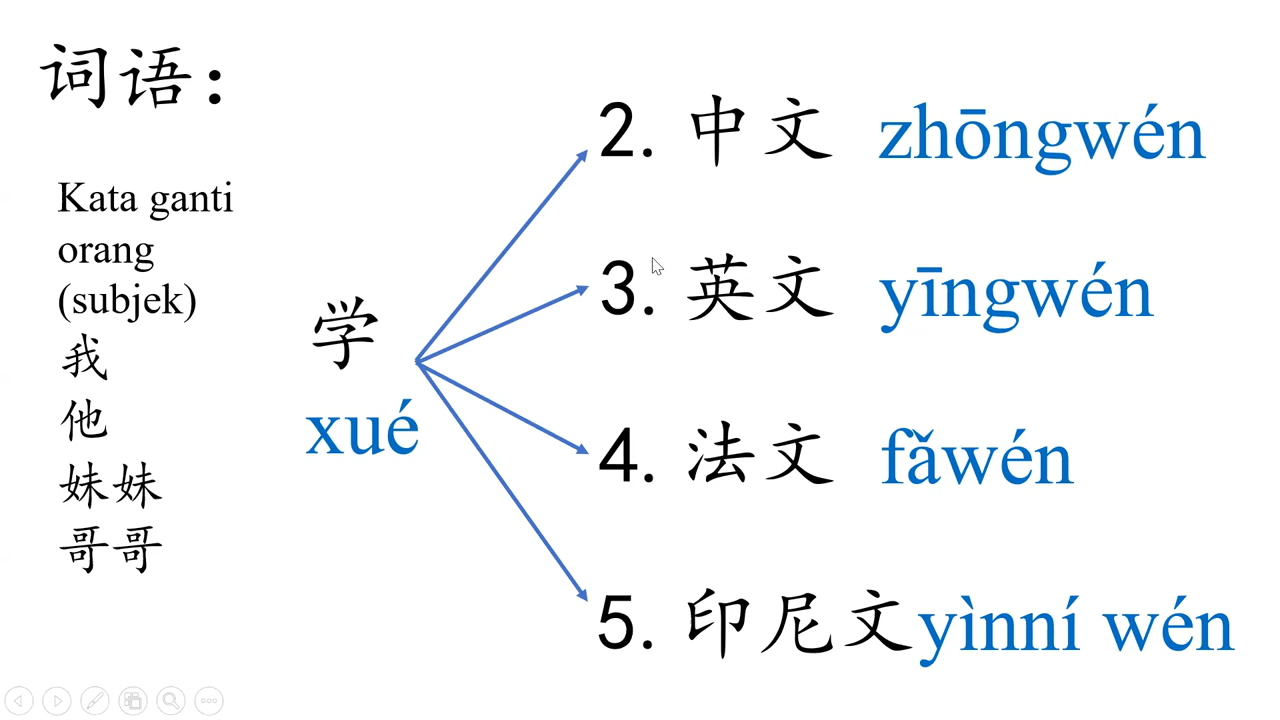 词语：
Kata ganti
orang
(subjek)
我
他
妹妹
哥哥
学
xué
2. 中文 zhōngwén
3. 英文 yīngwén
4. 法文 fǎwén
5. 印尼文 yìnní wén